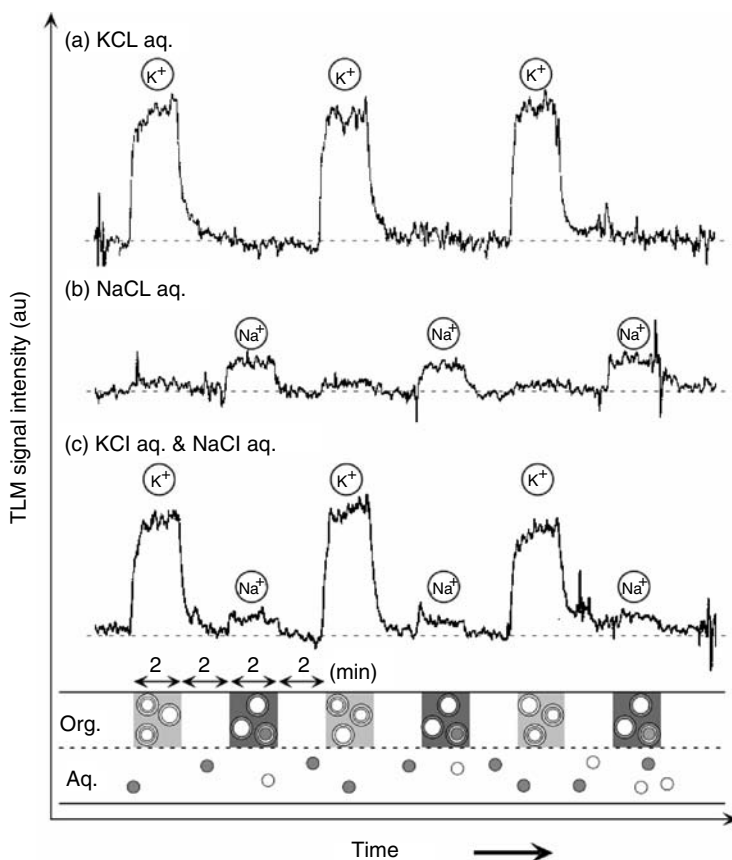 (a) KCL aq.
K+ K+ K+
(b) NaCL aq.
Na+ Na+ Na+
(c) KCl aq. & NaCl aq.
K+ K+ K+
Na+ Na+ Na+
2 2 2 2 (min)
Org.
Aq.
Time
TLM signal intensity (au)